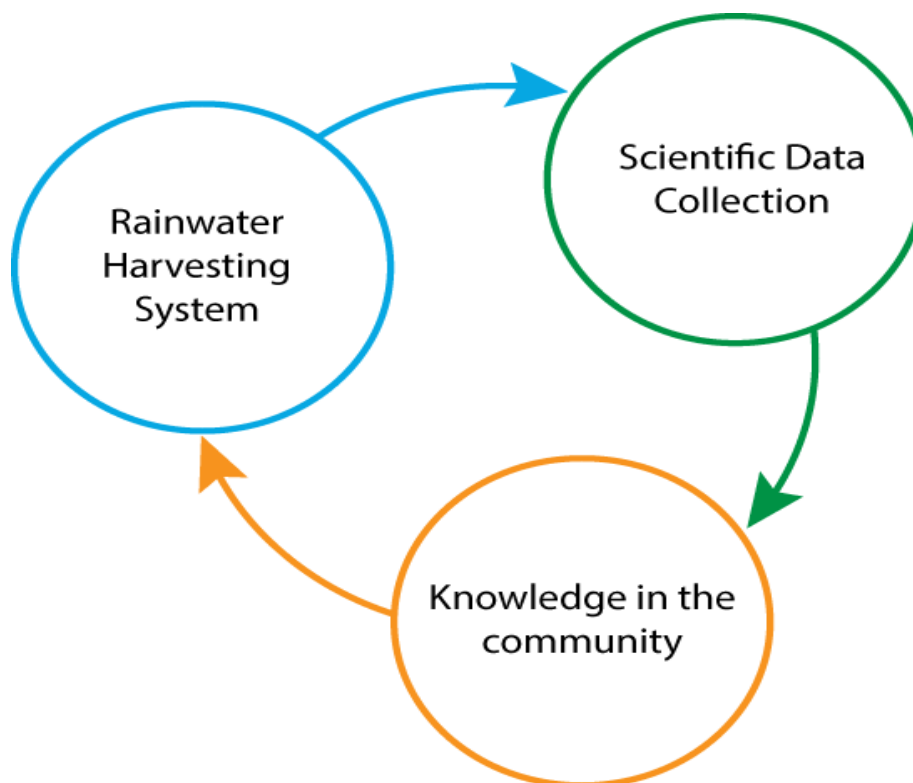 Rainwater
Harvesting
System
Scientific Data
Collection
Knowledge in the
community